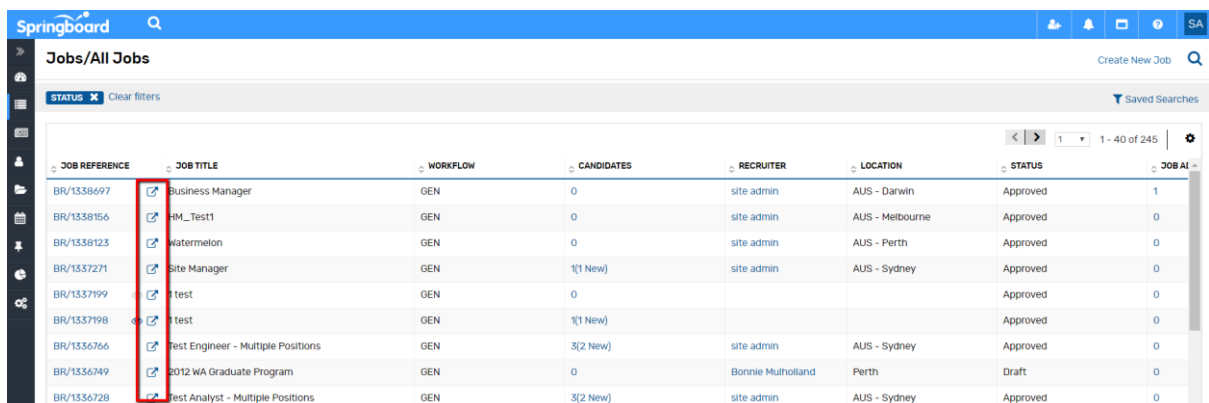 Springboard
SA
Jobs/All Jobs
Create New Job
STATUS Clear filters
Saved Searches
1 1 - 40 of 245
JOB REFERENCE JOB TITLE WORKFLOW CANDIDATES RECRUITER LOCATION STATUS JOB AD
BR/1338697 Business Manager GEN 0 site admin AUS - Darwin Approved 1
BR/1338156 HM_Test1 GEN 0 site admin AUS - Melbourne Approved 0
BR/1338123 Watermelon GEN 0 site admin AUS - Perth Approved 0
BR/1337271 Site Manager GEN 1(1 New) site admin AUS - Sydney Approved 0
BR/1337199 1 test GEN 0 Approved 0
BR/1337198 1 test GEN 1(1 New) Approved 0
BR/1336766 Test Engineer - Multiple Positions GEN 3(2 New) site admin AUS - Sydney Approved 0
BR/1336749 2012 WA Graduate Program GEN 0 Bonnie Mulholland Perth Draft 0
BR/1336728 Test Analyst - Multiple Positions GEN 3(2 New) site admin AUS - Sydney Approved 0